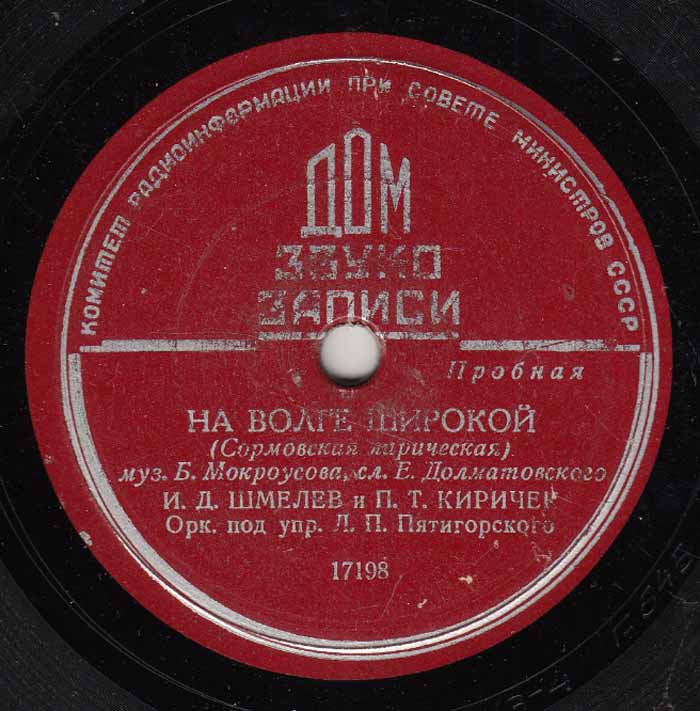 КОМИТЕТ РАДИОИНФОРМАЦИИ ПРИ СОВЕТЕ МИНИСТРОВ СССР
ДОМ
ЗВУКО
ЗАПИСИ
Пробная
НА ВОЛГЕ ШИРОКОЙ
(Сормовская лирическая)
муз. Б. Мокроусова, сл. Е. Долматовского
И. Д. ШМЕЛЕВ и П. Т. КИРИЧЕК
Орк. под упр. Л. П. Пятигорского
17198